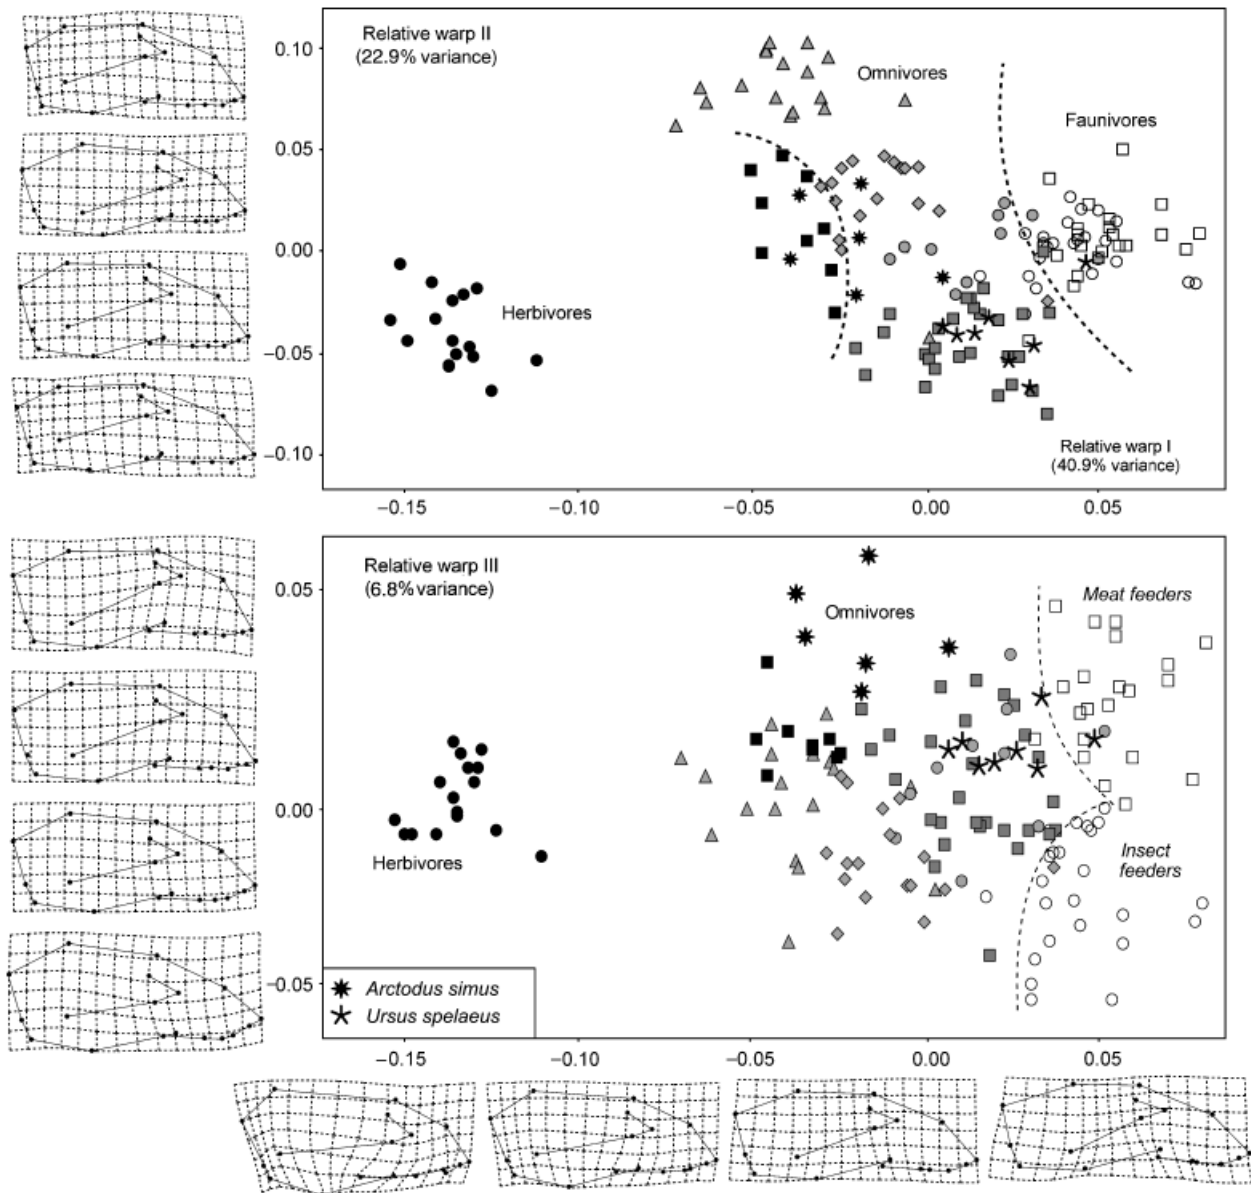 Relative warp II
(22.9% variance)
Omnivores
Faunivores
Herbivores
Relative warp I
(40.9% variance)
0.10
0.05
0.00
−0.05
−0.10
−0.15
−0.10
−0.05
0.00
0.05
Relative warp III
(6.8% variance)
Omnivores
Meat feeders
Herbivores
Insect
feeders
Arctodus simus
Ursus spelaeus
0.05
0.00
−0.05
−0.15
−0.10
−0.05
0.00
0.05